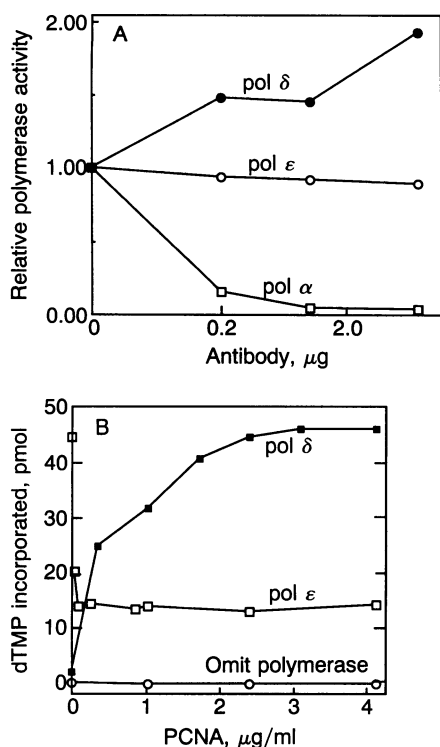 2.00
A
pol δ
Relative polymerase activity
1.00
pol ε
pol α
0.00
0
0.2
2.0
Antibody, μg
50
B
pol δ
40
dTMP incorporated, pmol
30
20
pol ε
10
Omit polymerase
0
0
1
2
3
4
PCNA, μg/ml